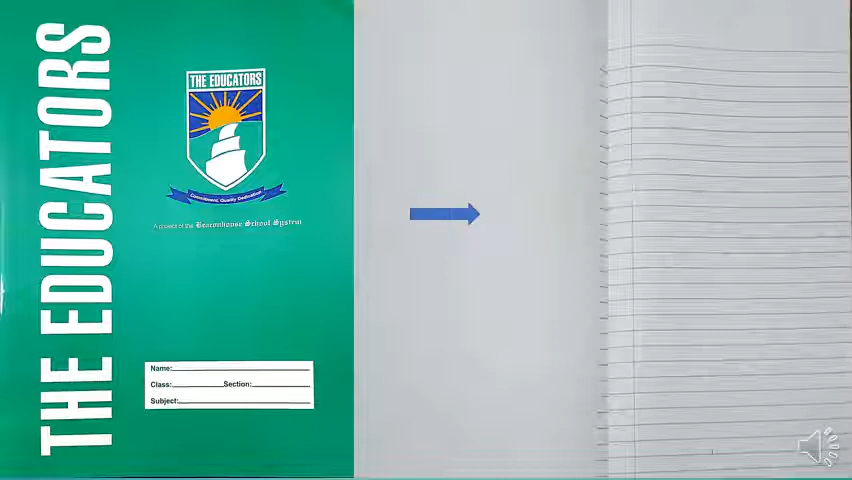 THE EDUCATORS
THE EDUCATORS
Commitment, Quality Dedication
A project of the Beaconhouse School System
Name:
Class: Section:
Subject: